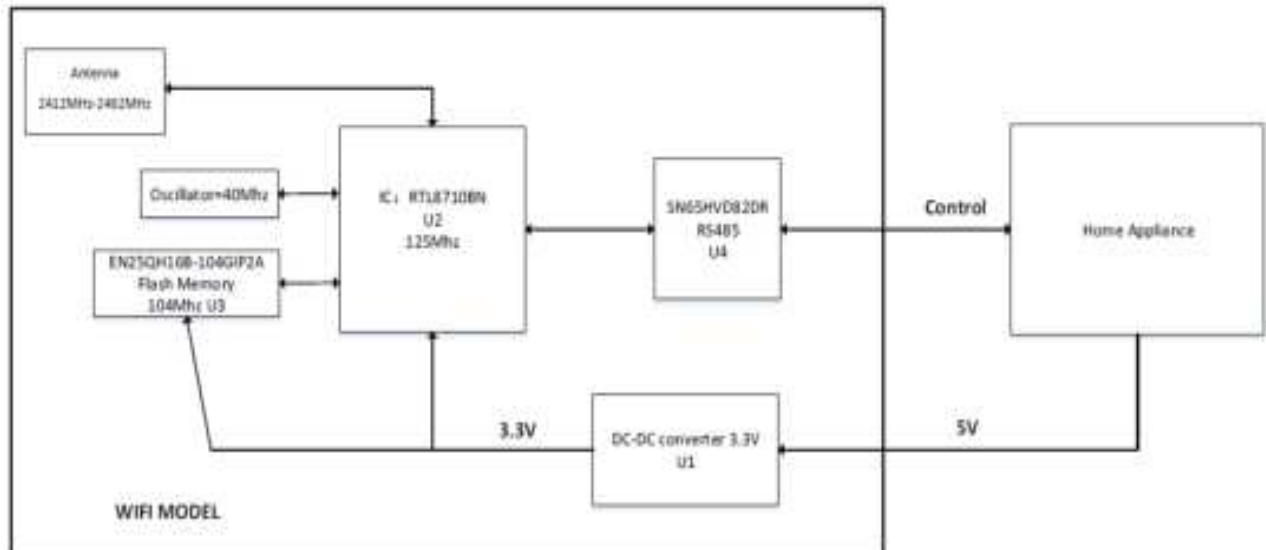 Antenna
2412MHz-2462MHz
Oscillator=40Mhz
EN25QH16B-104GIP2A
Flash Memory
104Mhz U3
IC: RTL8710BN
U2
125Mhz
SN65HVD82DR
RS485
U4
Control
Home Appliance
3.3V
DC-DC converter 3.3V
U1
5V
WIFI MODEL